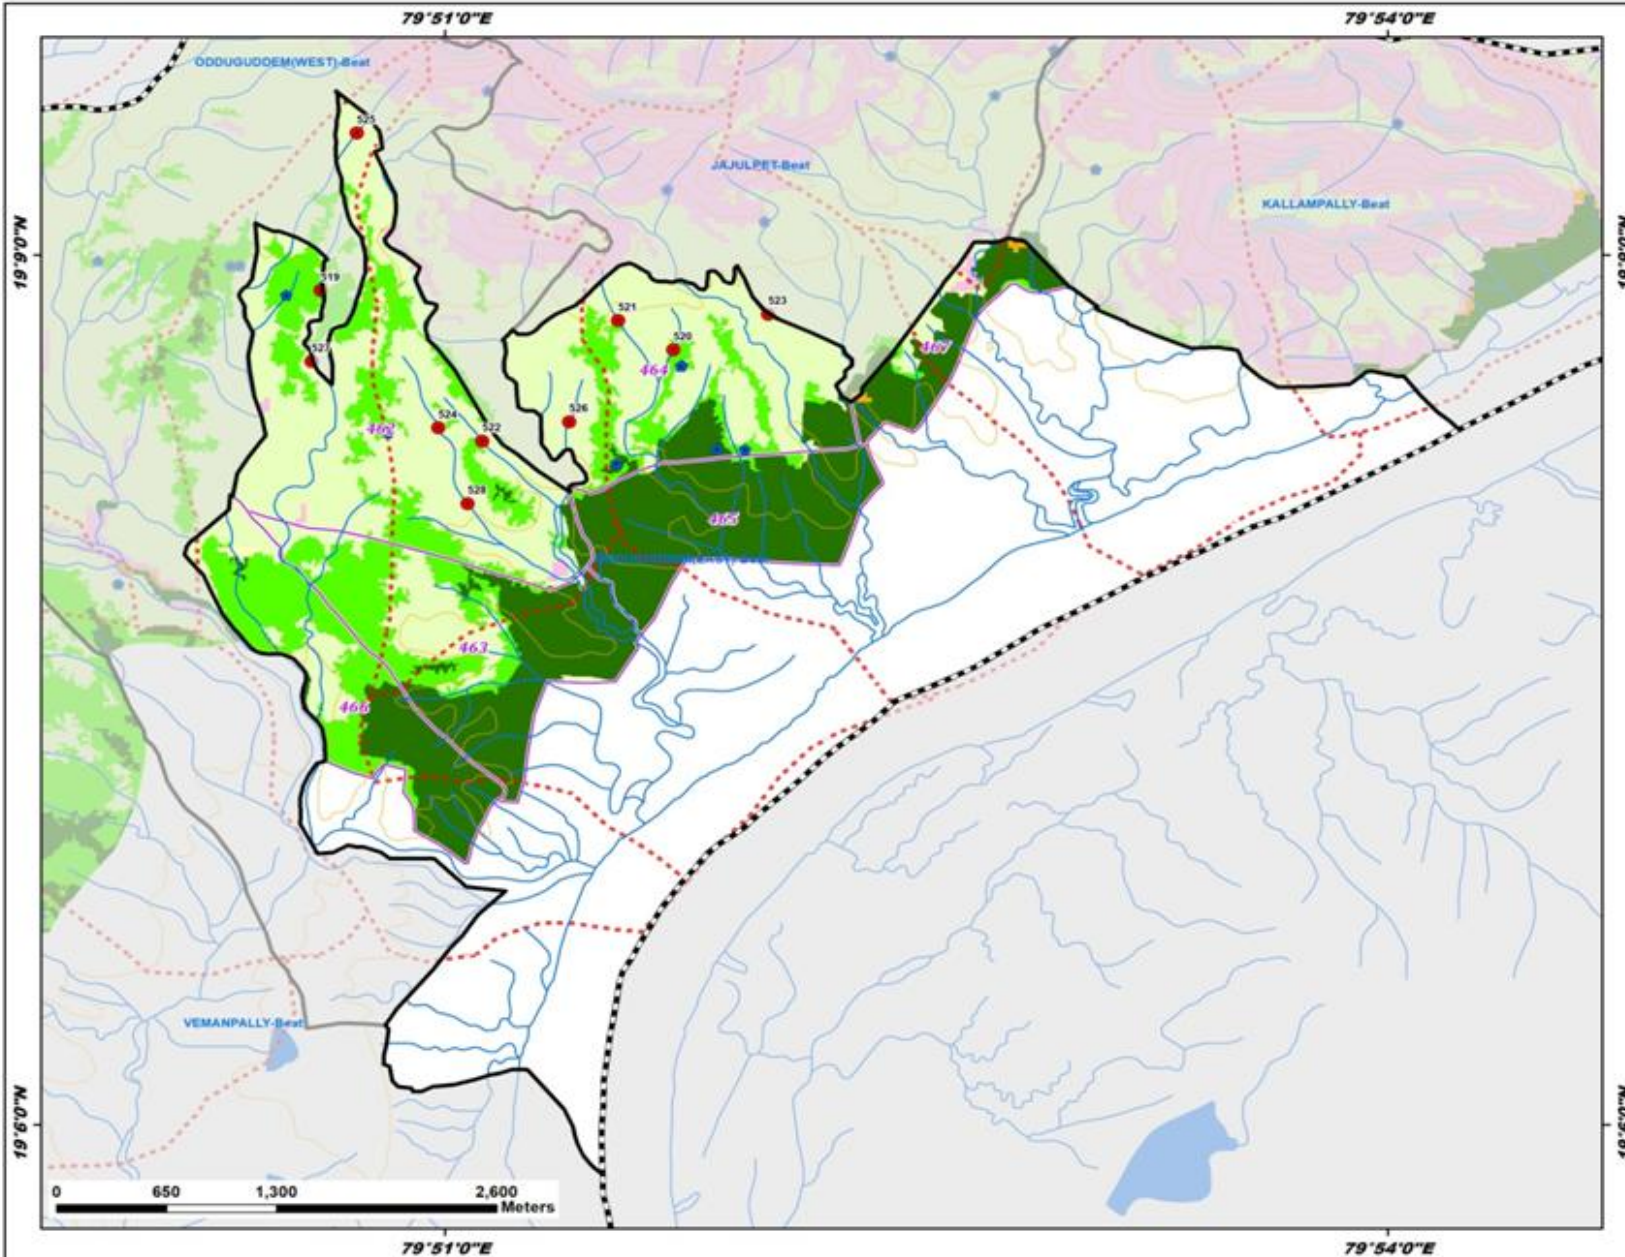 79°51'0"E
79°54'0"E
ODDUGUDDEM(WEST)-Beat
525
JAJULPET-Beat
KALLAMPALLY-Beat
19°9'0"N
19°9'0"N
519
521
523
527
520
464
467
526
524
462
522
528
465
463
466
VEMANPALLY-Beat
19°6'0"N
19°6'0"N
0 650 1,300 2,600
Meters
79°51'0"E
79°54'0"E